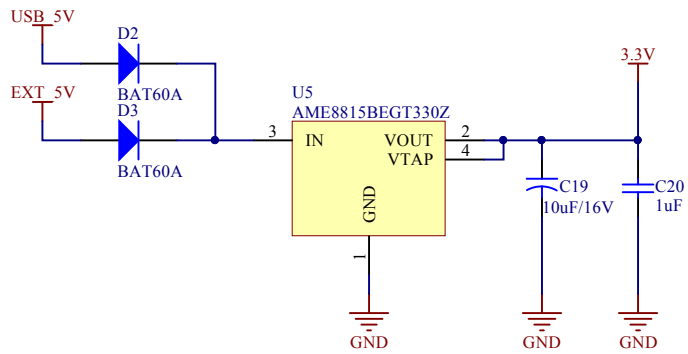 USB_5V
D2
BAT60A
EXT_5V
D3
BAT60A
U5
AME8815BEGT330Z
3
IN
VOUT
2
VTAP
4
GND
1
GND
3.3V
C19
10uF/16V
GND
C20
1uF
GND